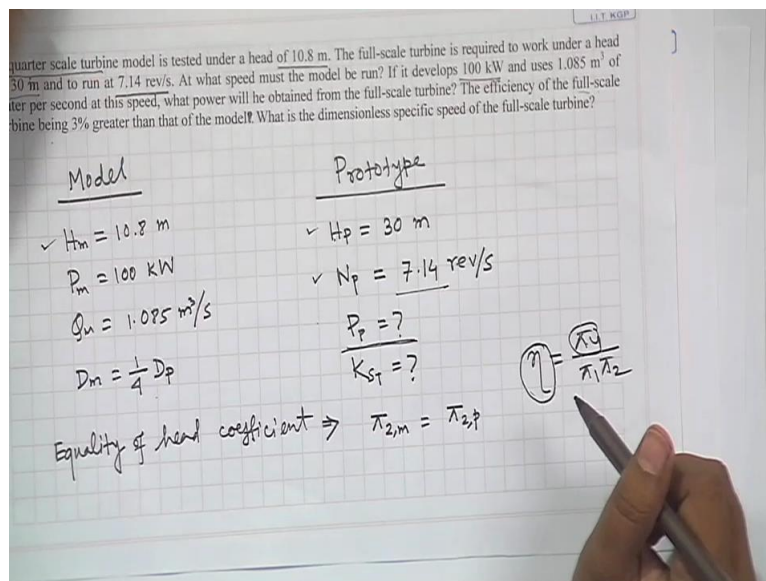 I.I.T KGP
quarter scale turbine model is tested under a head of 10.8 m. The full-scale turbine is required to work under a head
30 m and to run at 7.14 rev/s. At what speed must the model be run? If it develops 100 kW and uses 1.085 m³ of
ter per second at this speed, what power will he obtained from the full-scale turbine? The efficiency of the full-scale
bine being 3% greater than that of the model? What is the dimensionless specific speed of the full-scale turbine?
Model Prototype
✓ Hm = 10.8 m ✓ Hp = 30 m
Pm = 100 KW ✓ Np = 7.14 rev/s
Qm = 1.085 m³/s Pp = ?
Dm = 1/4 Dp KST = ? η = π4/π1π2
Equality of head coefficient ⇒ π2,m = π2,p